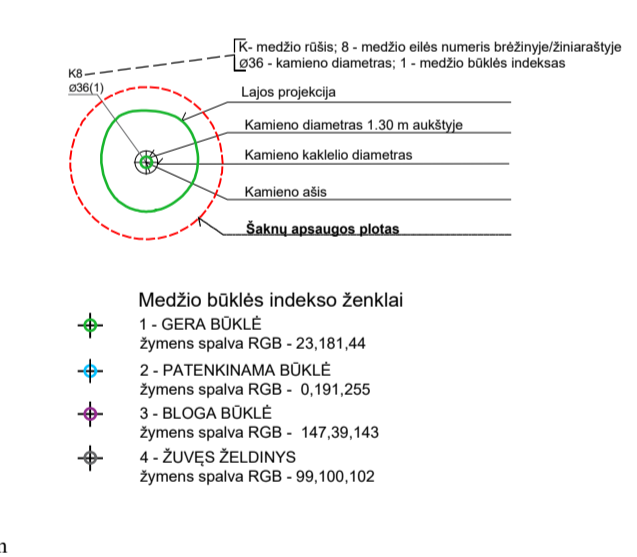 K- medžio rūšis; 8 - medžio eilės numeris brėžinyje/žiniaraštyje
ø36 - kamieno diametras; 1 - medžio būklės indeksas
K8
ø36(1)
Lajos projekcija
Kamieno diametras 1.30 m aukštyje
Kamieno kaklelio diametras
Kamieno ašis
Šaknų apsaugos plotas
Medžio būklės indekso ženklai
1 - GERA BŪKLĖ
žymens spalva RGB - 23,181,44
2 - PATENKINAMA BŪKLĖ
žymens spalva RGB - 0,191,255
3 - BLOGA BŪKLĖ
žymens spalva RGB - 147,39,143
4 - ŽUVĘS ŽELDINYS
žymens spalva RGB - 99,100,102